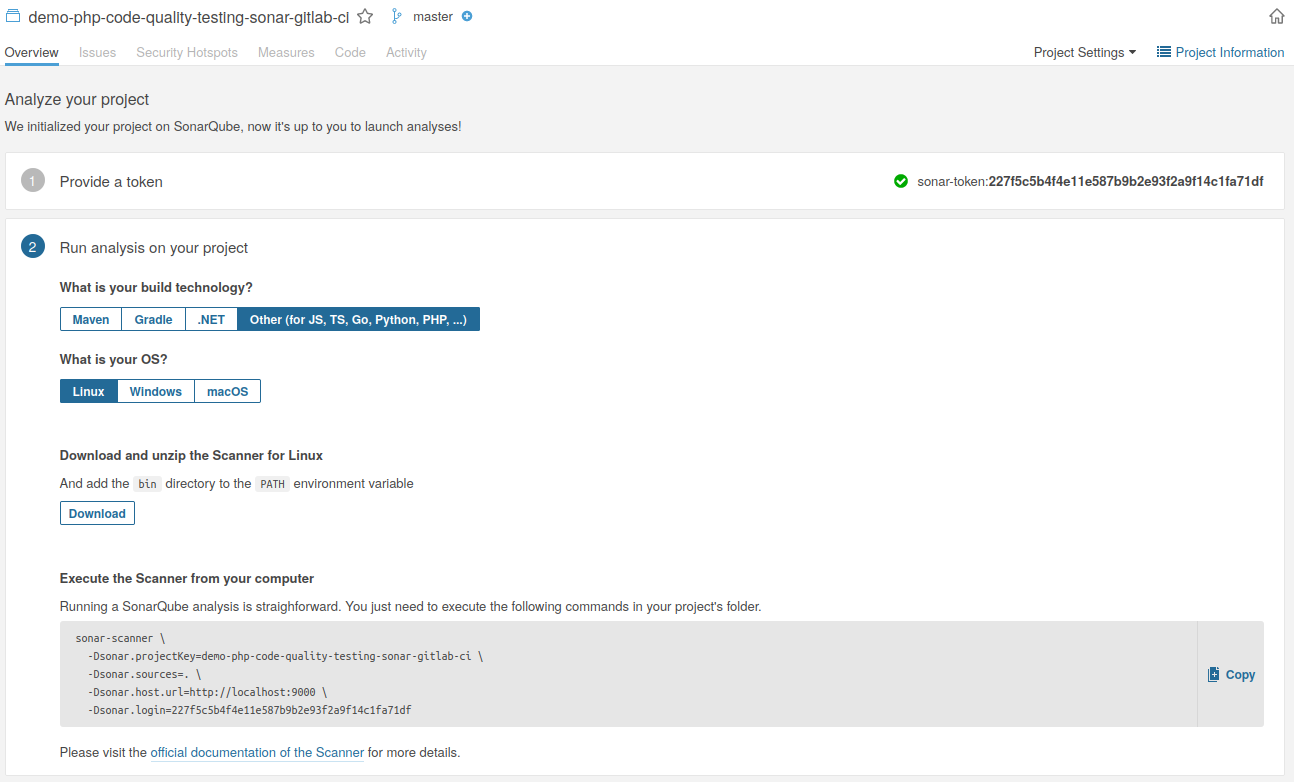 demo-php-code-quality-testing-sonar-gitlab-ci master
Overview Issues Security Hotspots Measures Code Activity Project Settings Project Information
Analyze your project
We initialized your project on SonarQube, now it's up to you to launch analyses!
1 Provide a token sonar-token:227f5c5b4f4e11e587b9b2e93f2a9f14c1fa71df
2 Run analysis on your project
What is your build technology?
Maven Gradle .NET Other (for JS, TS, Go, Python, PHP, ...)
What is your OS?
Linux Windows macOS
Download and unzip the Scanner for Linux
And add the bin directory to the PATH environment variable
Download
Execute the Scanner from your computer
Running a SonarQube analysis is straighforward. You just need to execute the following commands in your project's folder.
sonar-scanner \
-Dsonar.projectKey=demo-php-code-quality-testing-sonar-gitlab-ci \
-Dsonar.sources=. \
-Dsonar.host.url=http://localhost:9000 \
-Dsonar.login=227f5c5b4f4e11e587b9b2e93f2a9f14c1fa71df
Copy
Please visit the official documentation of the Scanner for more details.